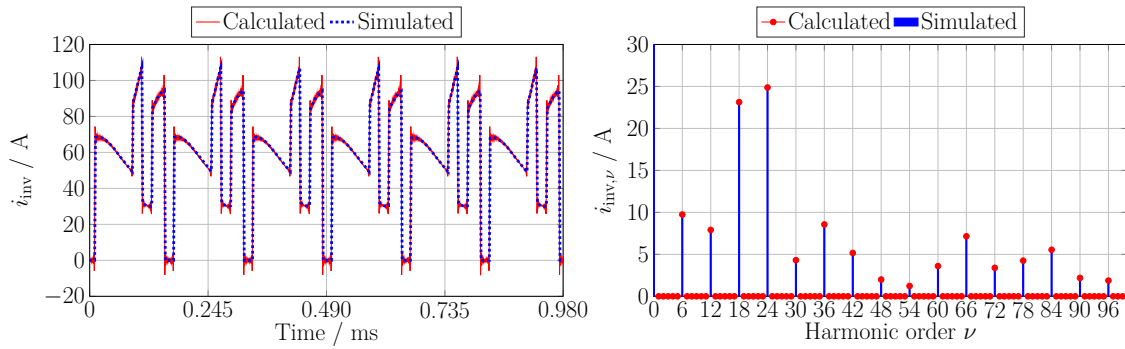 Calculated Simulated
120
100
80
60
40
20
0
−20
i_inv / A
0 0.245 0.490 0.735 0.980
Time / ms
Calculated Simulated
30
25
20
15
10
5
0
i_inv,ν / A
0 6 12 18 24 30 36 42 48 54 60 66 72 78 84 90 96
Harmonic order ν